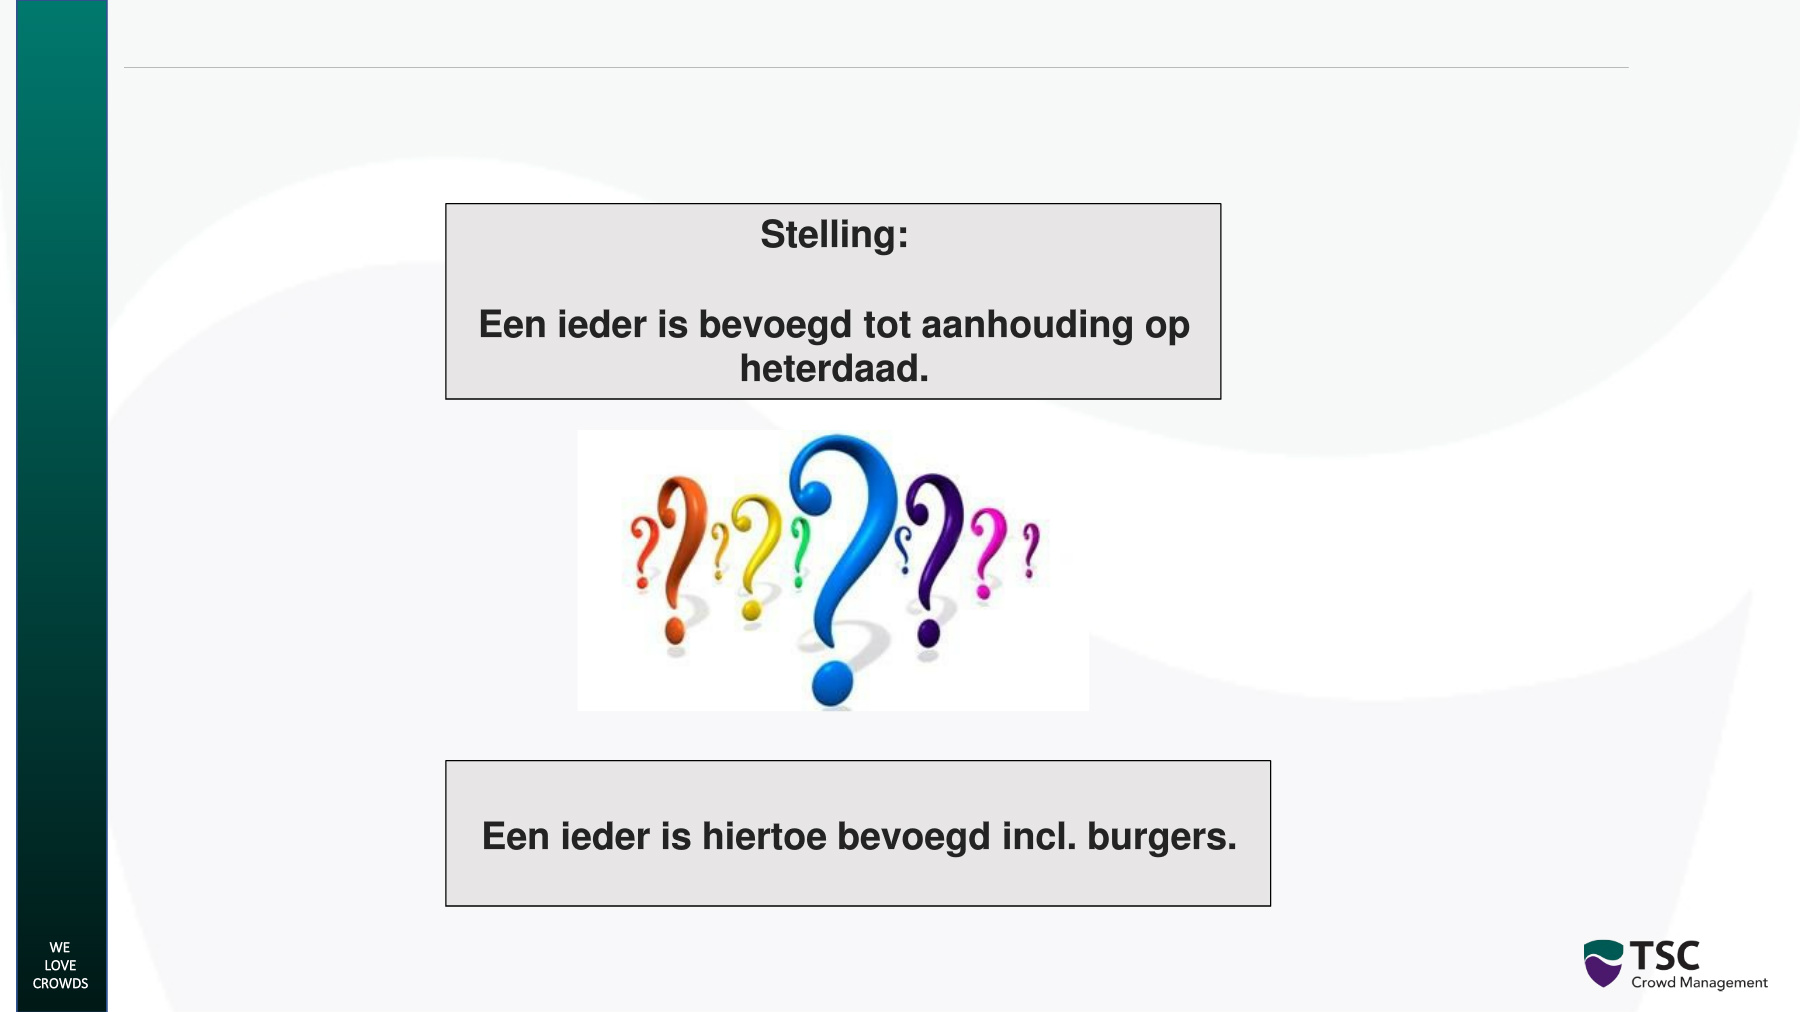 Stelling:
Een ieder is bevoegd tot aanhouding op
heterdaad.
Een ieder is hiertoe bevoegd incl. burgers.
WE
LOVE
CROWDS
TSC
Crowd Management